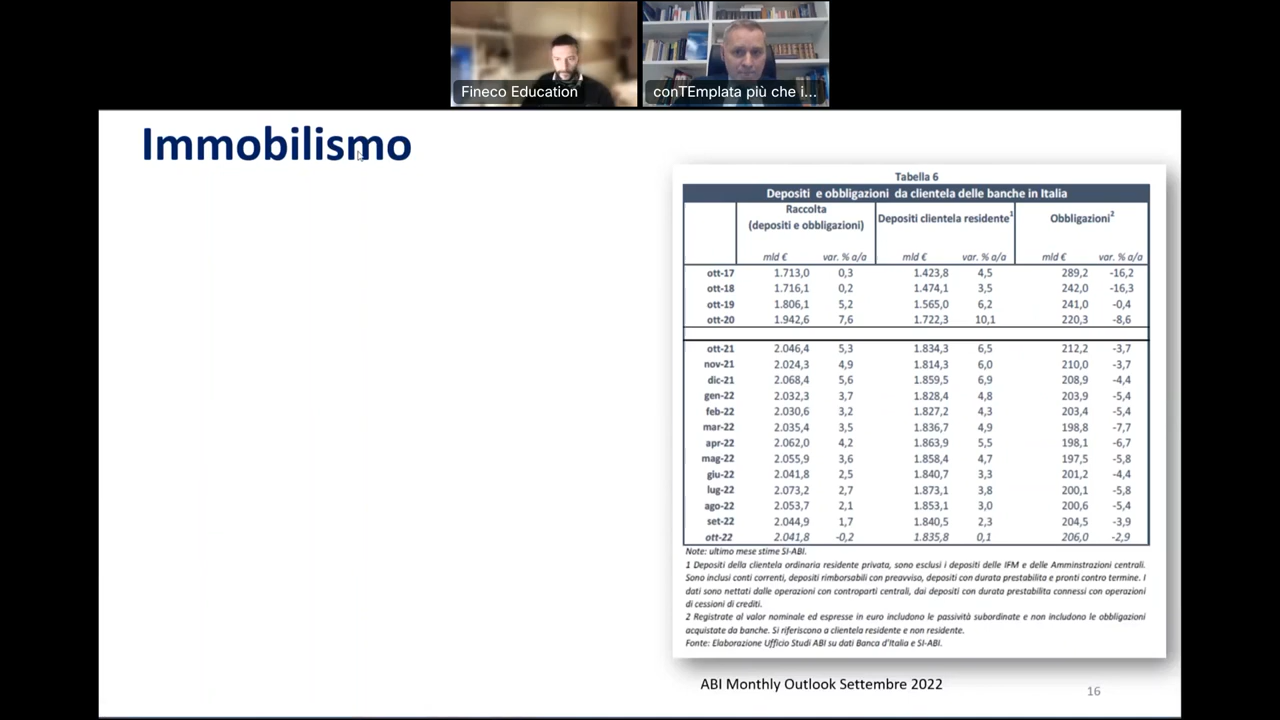 Fineco Education
conTEmplata più che i...
Immobilismo
Tabella 6
Depositi e obbligazioni da clientela delle banche in Italia
Raccolta (depositi e obbligazioni) Depositi clientela residente1 Obbligazioni2
mld € var. % a/a mld € var. % a/a mld € var. % a/a
ott-17 1.713,0 0,3 1.423,8 4,5 289,2 -16,2
ott-18 1.716,1 0,2 1.474,1 3,5 242,0 -16,3
ott-19 1.806,1 5,2 1.565,0 6,2 241,0 -0,4
ott-20 1.942,6 7,6 1.722,3 10,1 220,3 -8,6
ott-21 2.046,4 5,3 1.834,3 6,5 212,2 -3,7
nov-21 2.024,3 4,9 1.814,3 6,0 210,0 -3,7
dic-21 2.068,4 5,6 1.859,5 6,9 208,9 -4,4
gen-22 2.032,3 3,7 1.828,4 4,8 203,9 -5,4
feb-22 2.030,6 3,2 1.827,2 4,3 203,4 -5,4
mar-22 2.035,4 3,5 1.836,7 4,9 198,8 -7,7
apr-22 2.062,0 4,2 1.863,9 5,5 198,1 -6,7
mag-22 2.055,9 3,6 1.858,4 4,7 197,5 -5,8
giu-22 2.041,8 2,5 1.840,7 3,3 201,2 -4,4
lug-22 2.073,2 2,7 1.873,1 3,8 200,1 -5,8
ago-22 2.053,7 2,1 1.853,1 3,0 200,6 -5,4
set-22 2.044,9 1,7 1.840,5 2,3 204,5 -3,9
ott-22 2.041,8 -0,2 1.835,8 0,1 206,0 -2,9
Note: ultimo mese stime SI-ABI.
1 Depositi della clientela ordinaria residente privata, sono esclusi i depositi delle IFM e delle Amminstrazioni centrali.
Sono inclusi conti correnti, depositi rimborsabili con preavviso, depositi con durata prestabilita e pronti contro termine. I
dati sono nettati dalle operazioni con controparti centrali, dai depositi con durata prestabilita connessi con operazioni
di cessioni di crediti.
2 Registrate al valor nominale ed espresse in euro includono le passività subordinate e non includono le obbligazioni
acquistate da banche. Si riferiscono a clientela residente e non residente.
Fonte: Elaborazione Ufficio Studi ABI su dati Banca d'Italia e SI-ABI.
ABI Monthly Outlook Settembre 2022
16